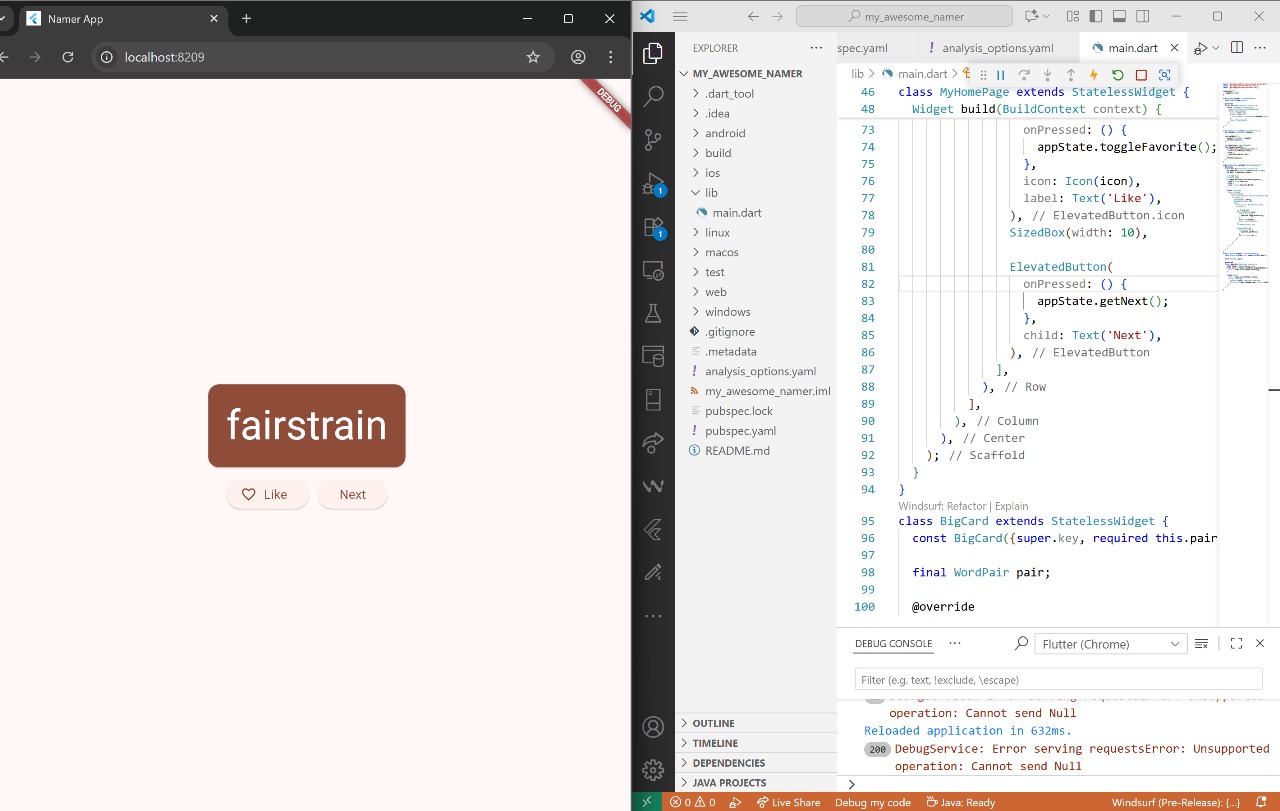 Namer App
localhost:8209
DEBUG
fairstrain
Like
Next
my_awesome_namer
EXPLORER
MY_AWESOME_NAMER
.dart_tool
.idea
android
build
ios
lib
main.dart
linux
macos
test
web
windows
.gitignore
.metadata
analysis_options.yaml
my_awesome_namer.iml
pubspec.lock
pubspec.yaml
README.md
OUTLINE
TIMELINE
DEPENDENCIES
JAVA PROJECTS
1
1
spec.yaml
analysis_options.yaml
main.dart
lib > main.dart >
46 class MyHomePage extends StatelessWidget {
48 Widget build(BuildContext context) {
73 onPressed: () {
74 appState.toggleFavorite();
75 },
76 icon: Icon(icon),
77 label: Text('Like'),
78 ), // ElevatedButton.icon
79 SizedBox(width: 10),
80
81 ElevatedButton(
82 onPressed: () {
83 appState.getNext();
84 },
85 child: Text('Next'),
86 ), // ElevatedButton
87 ],
88 ), // Row
89 ],
90 ), // Column
91 ), // Center
92 ); // Scaffold
93 }
94 }
Windsurf: Refactor | Explain
95 class BigCard extends StatelessWidget {
96 const BigCard({super.key, required this.pair
97
98 final WordPair pair;
99
100 @override
DEBUG CONSOLE
Flutter (Chrome)
Filter (e.g. text, !exclude, \escape)
operation: Cannot send Null
Reloaded application in 632ms.
200 DebugService: Error serving requestsError: Unsupported
operation: Cannot send Null
0 0 Live Share Debug my code Java: Ready Windsurf (Pre-Release): {...}